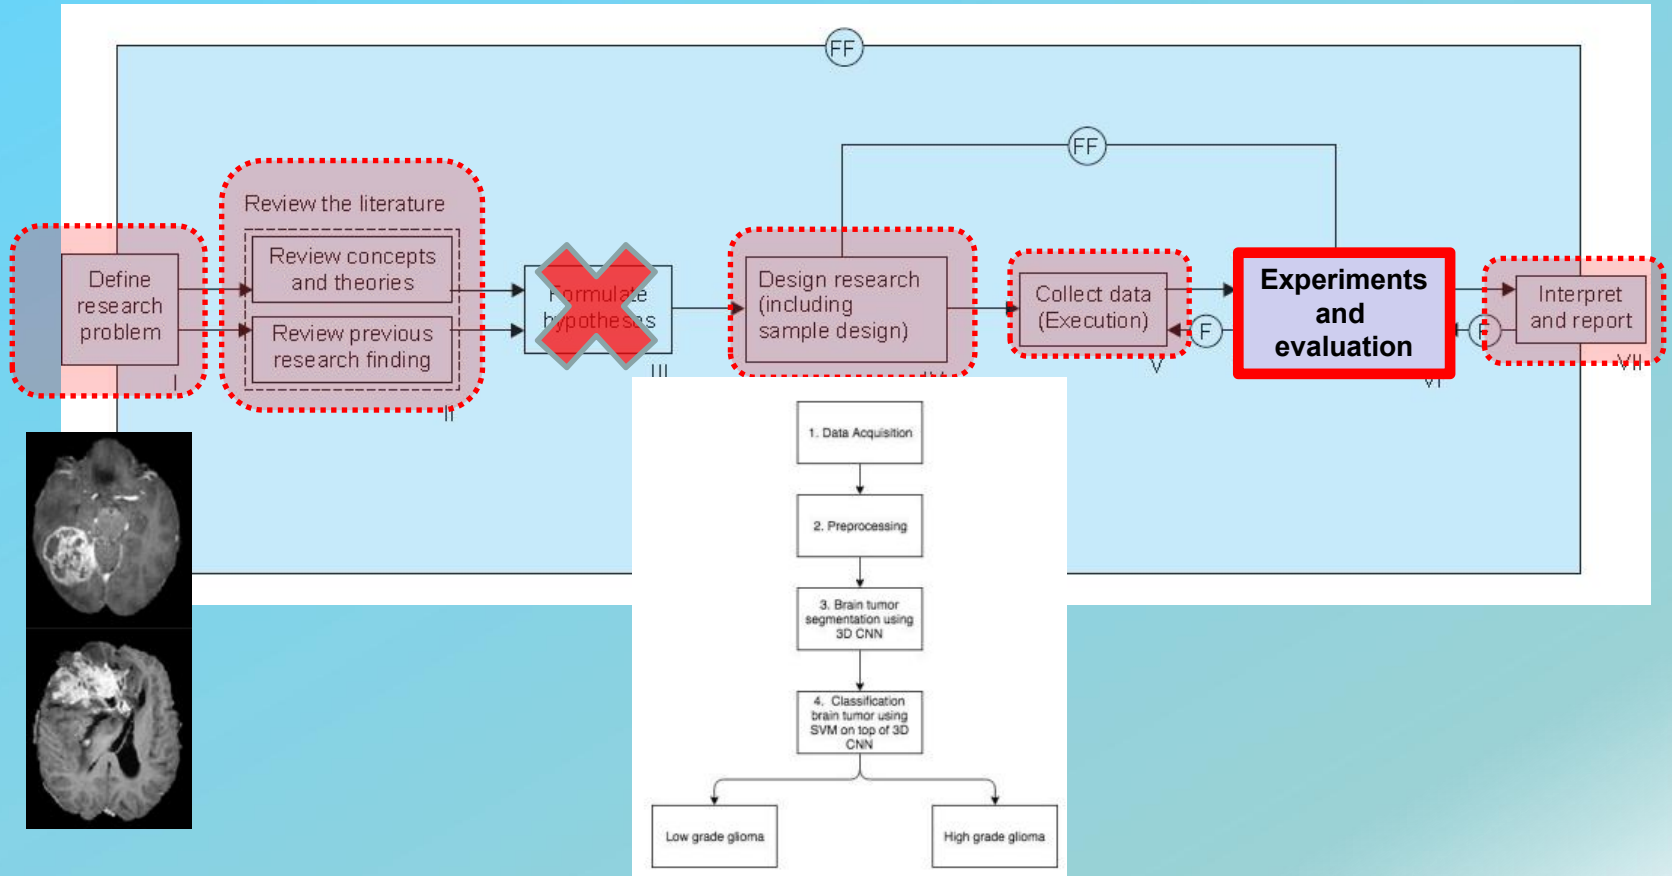 FF
FF
Review the literature
Review concepts
and theories
Review previous
research finding
II
Define
research
problem
I
Formulate
hypotheses
III
Design research
(including
sample design)
IV
Collect data
(Execution)
V
F
Experiments
and
evaluation
VI
F
Interpret
and report
VII
1. Data Acquisition
2. Preprocessing
3. Brain tumor
segmentation using
3D CNN
4. Classification
brain tumor using
SVM on top of 3D
CNN
Low grade glioma
High grade glioma